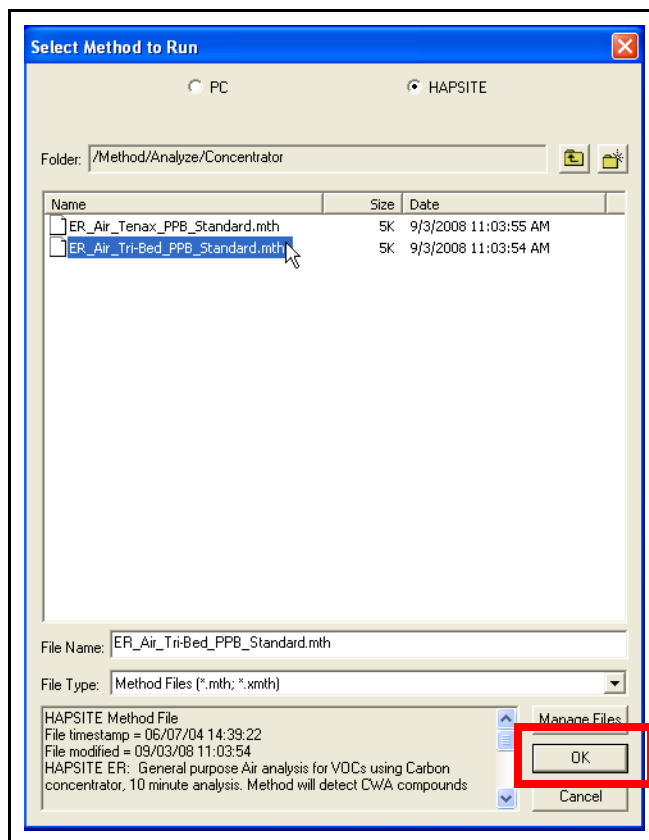 Select Method to Run
PC HAPSITE
Folder: /Method/Analyze/Concentrator
Name Size Date
ER_Air_Tenax_PPB_Standard.mth 5K 9/3/2008 11:03:55 AM
ER_Air_Tri-Bed_PPB_Standard.mth 5K 9/3/2008 11:03:54 AM
File Name: ER_Air_Tri-Bed_PPB_Standard.mth
File Type: Method Files (*.mth; *.xmth)
HAPSITE Method File
File timestamp = 06/07/04 14:39:22
File modified = 09/03/08 11:03:54
HAPSITE ER: General purpose Air analysis for VOCs using Carbon
concentrator, 10 minute analysis. Method will detect CWA compounds
Manage Files
OK
Cancel